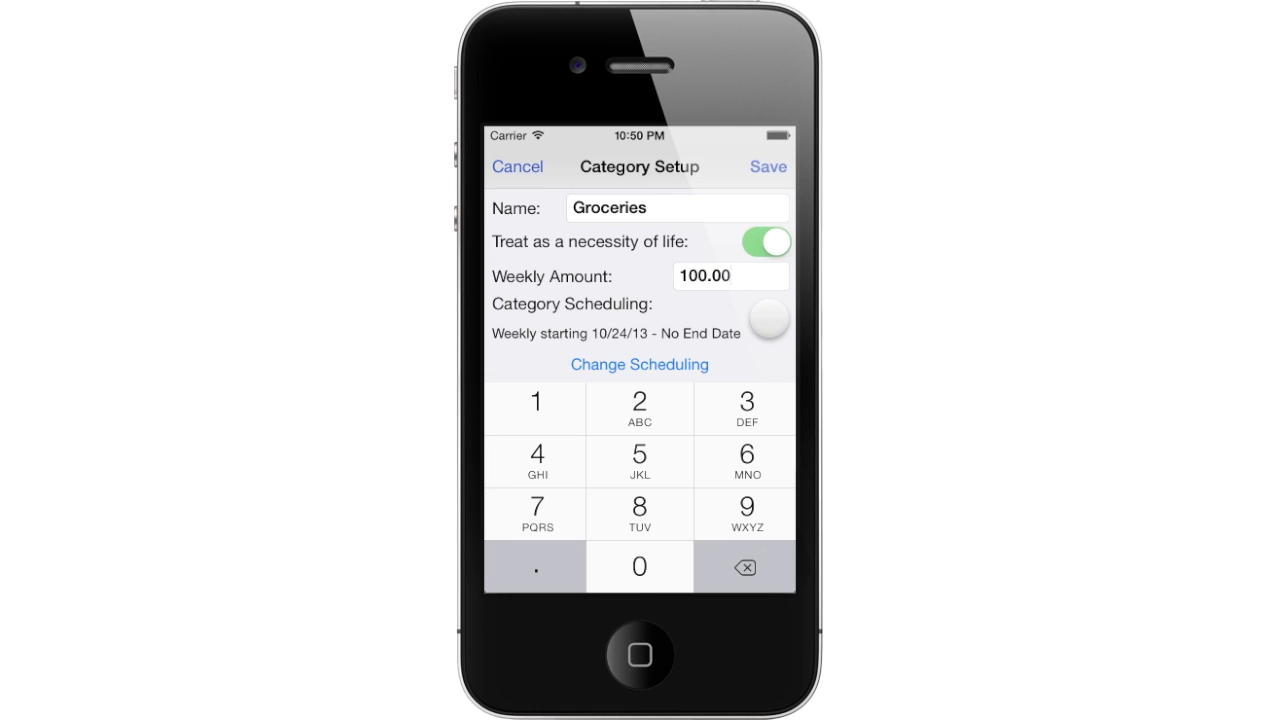 Carrier 10:50 PM
Cancel Category Setup Save
Name: Groceries
Treat as a necessity of life:
Weekly Amount: 100.00
Category Scheduling:
Weekly starting 10/24/13 - No End Date
Change Scheduling
1 2 3
ABC DEF
4 5 6
GHI JKL MNO
7 8 9
PQRS TUV WXYZ
. 0